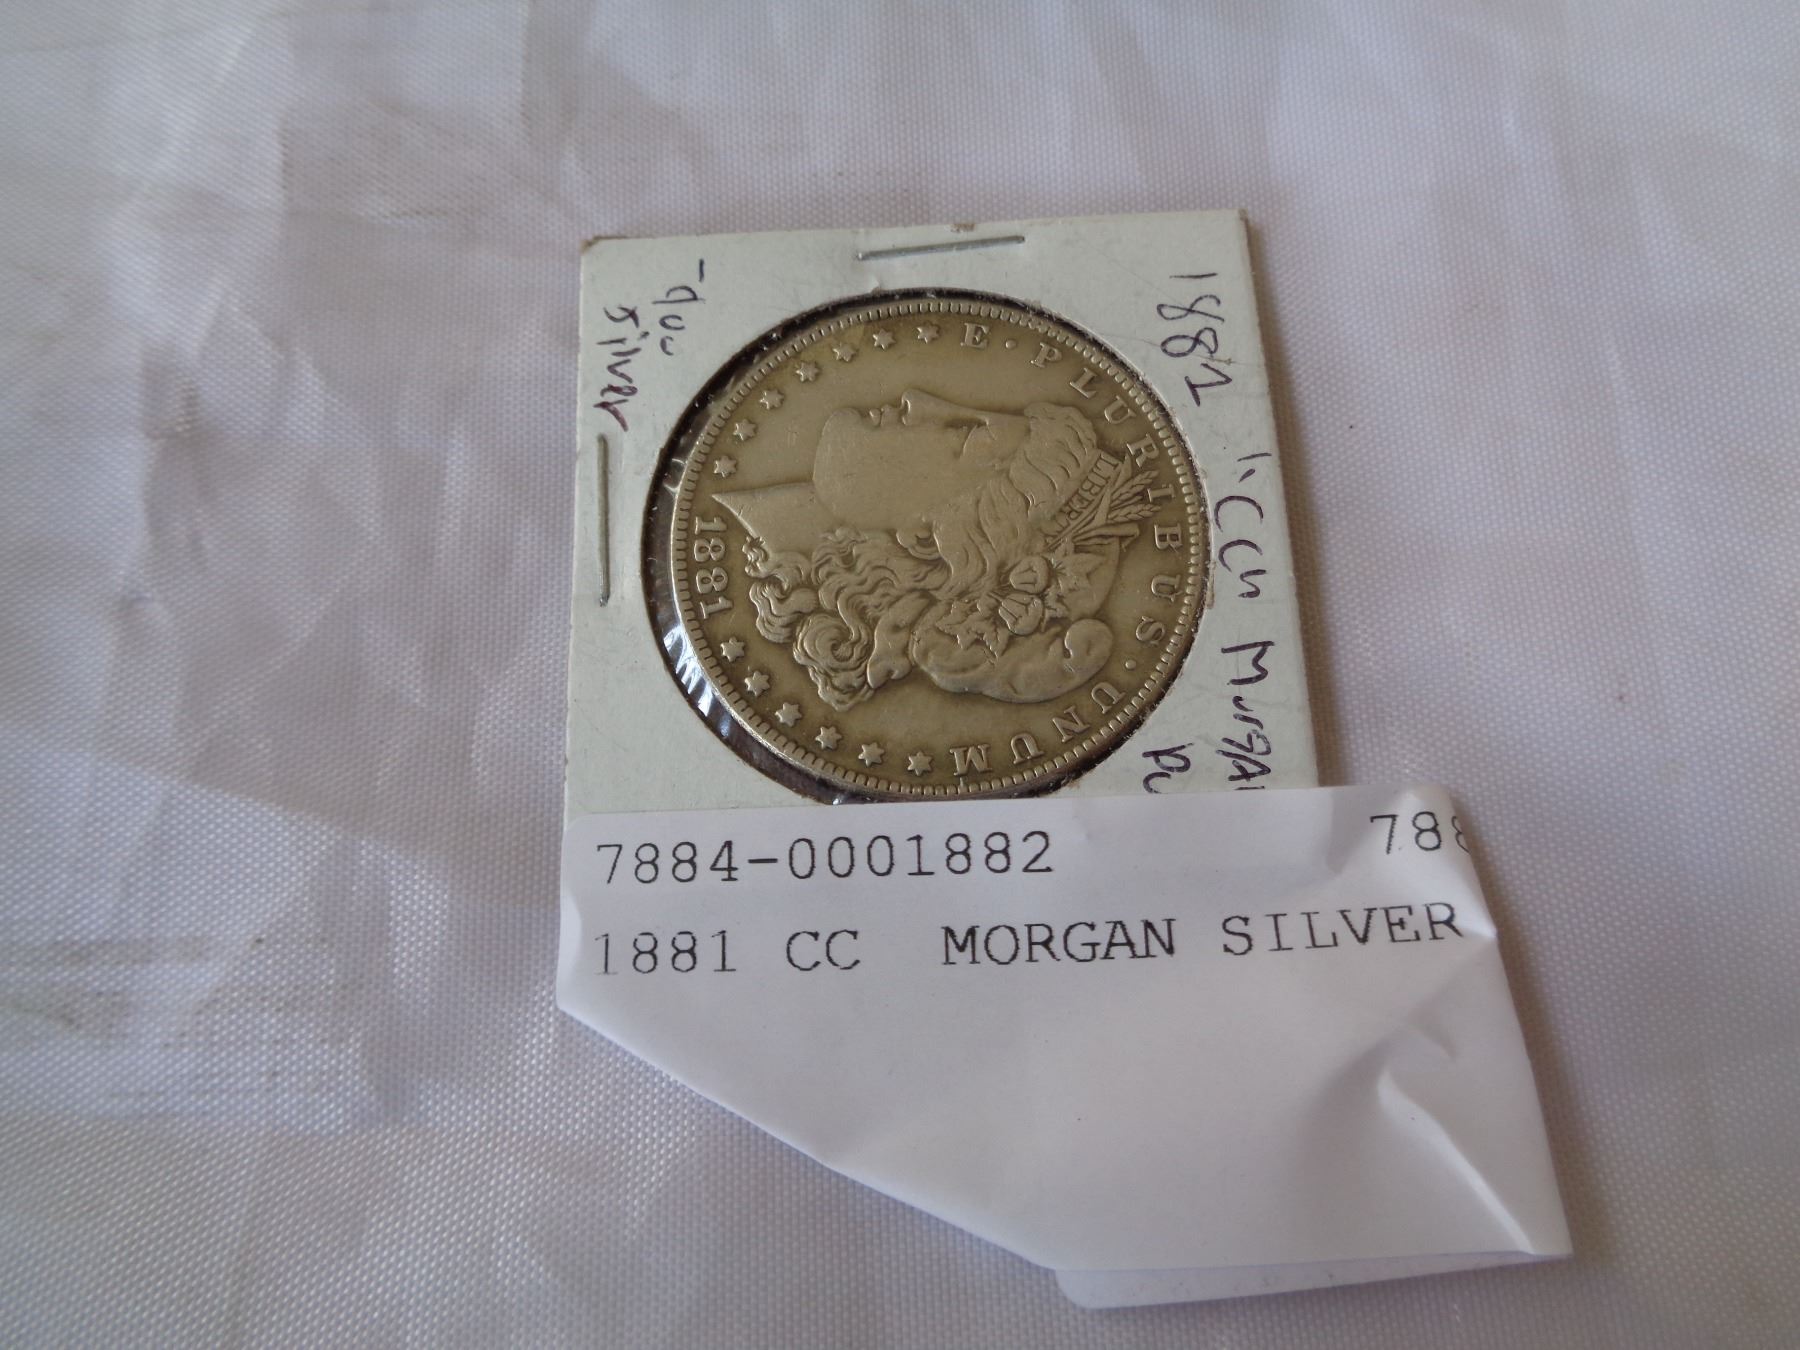 1881 "CC" Morgan
-90%
silver
E·PLURIBUS·UNUM
LIBERTY
1881
7884-0001882 788
1881 CC MORGAN SILVER